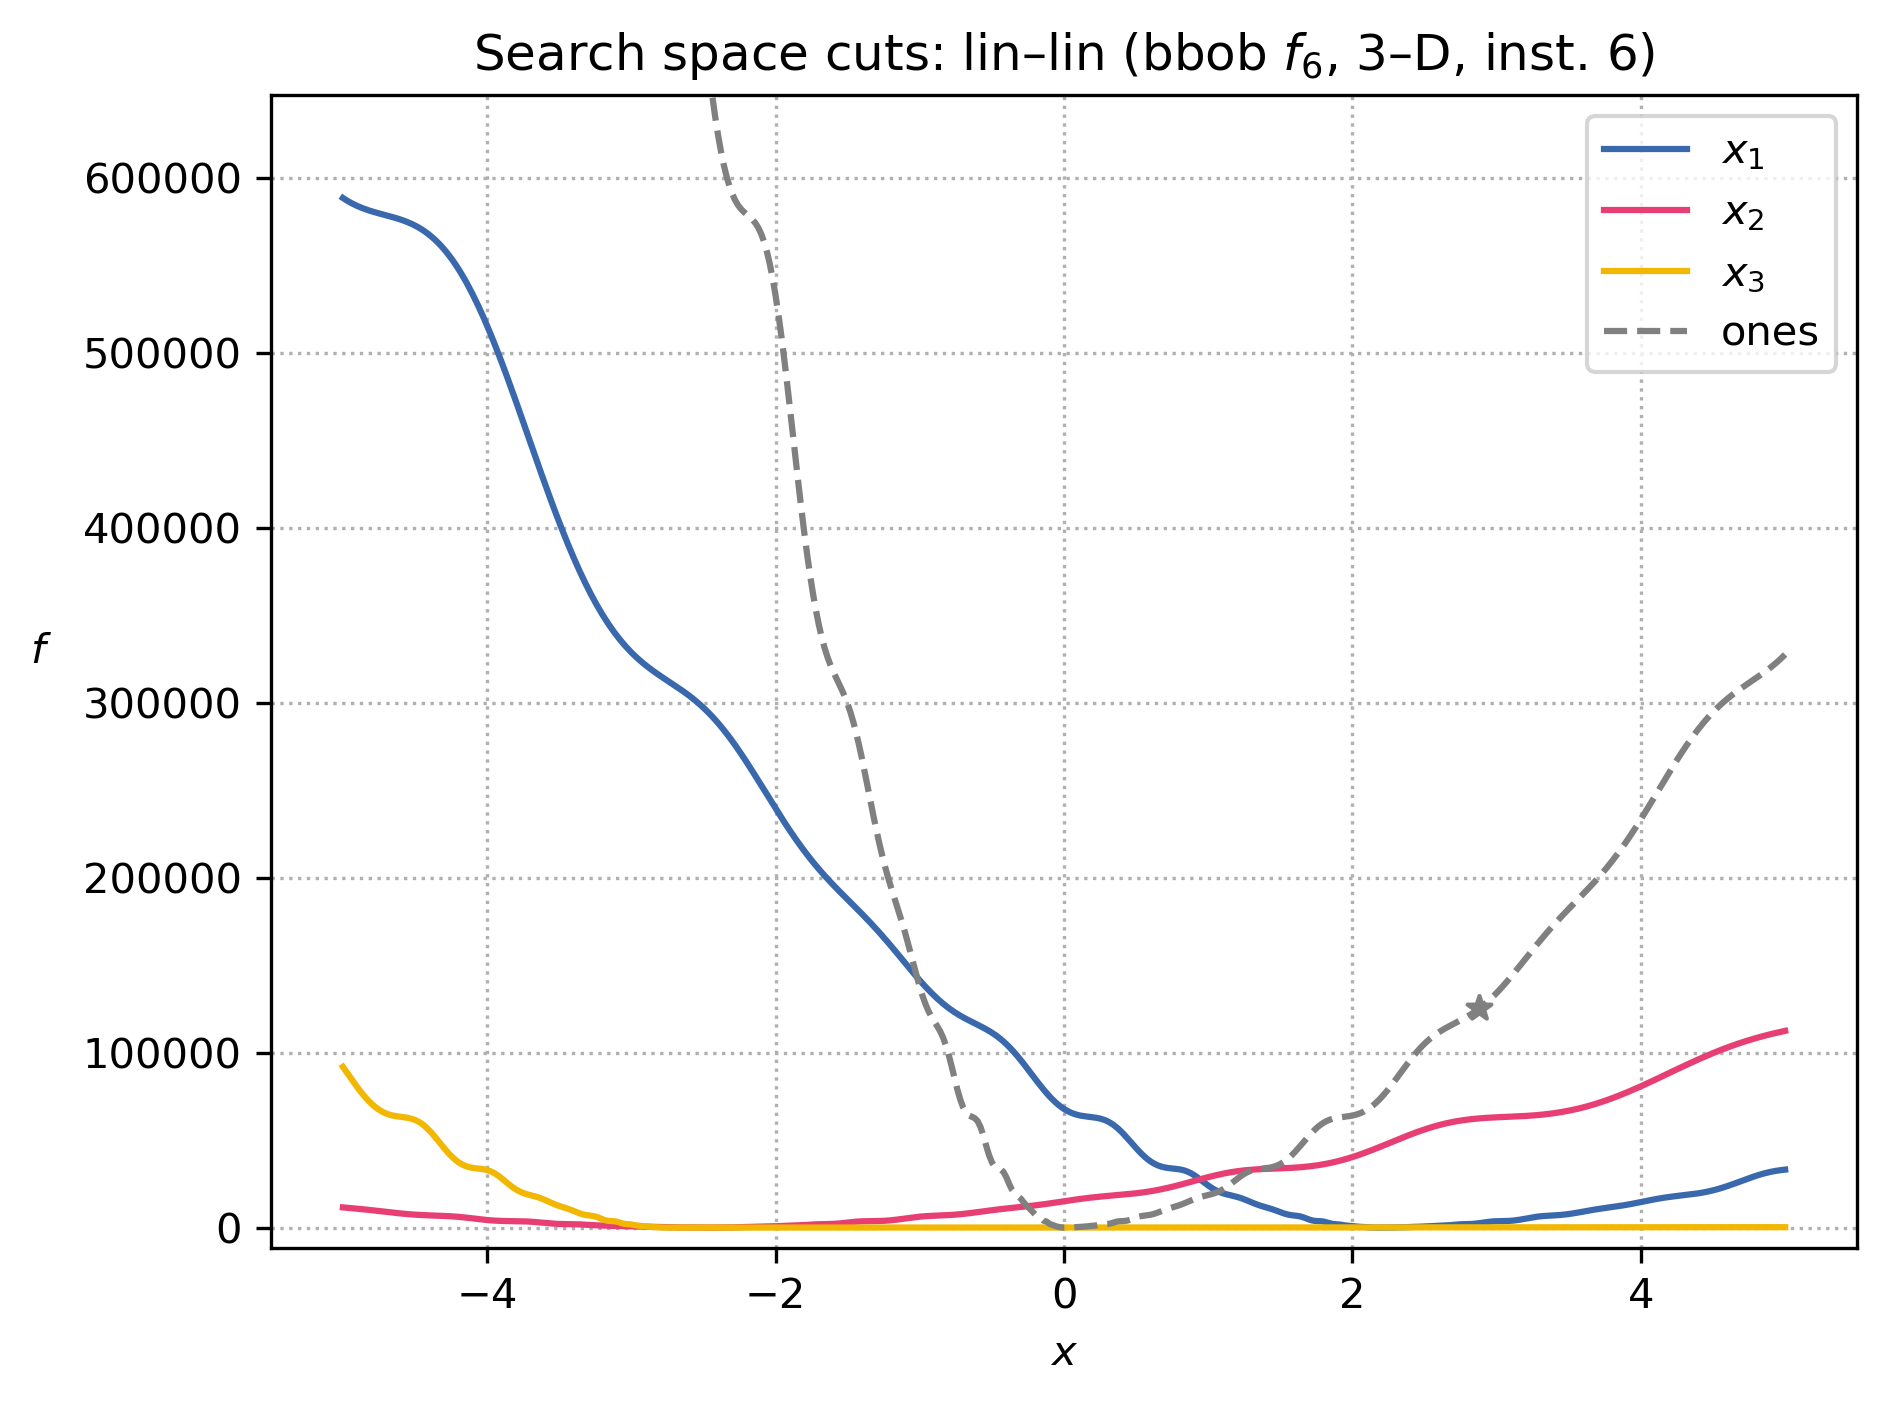 Search space cuts: lin–lin (bbob f₆, 3–D, inst. 6)
x₁
x₂
x₃
ones
600000
500000
400000
300000
200000
100000
0
f
−4
−2
0
2
4
x